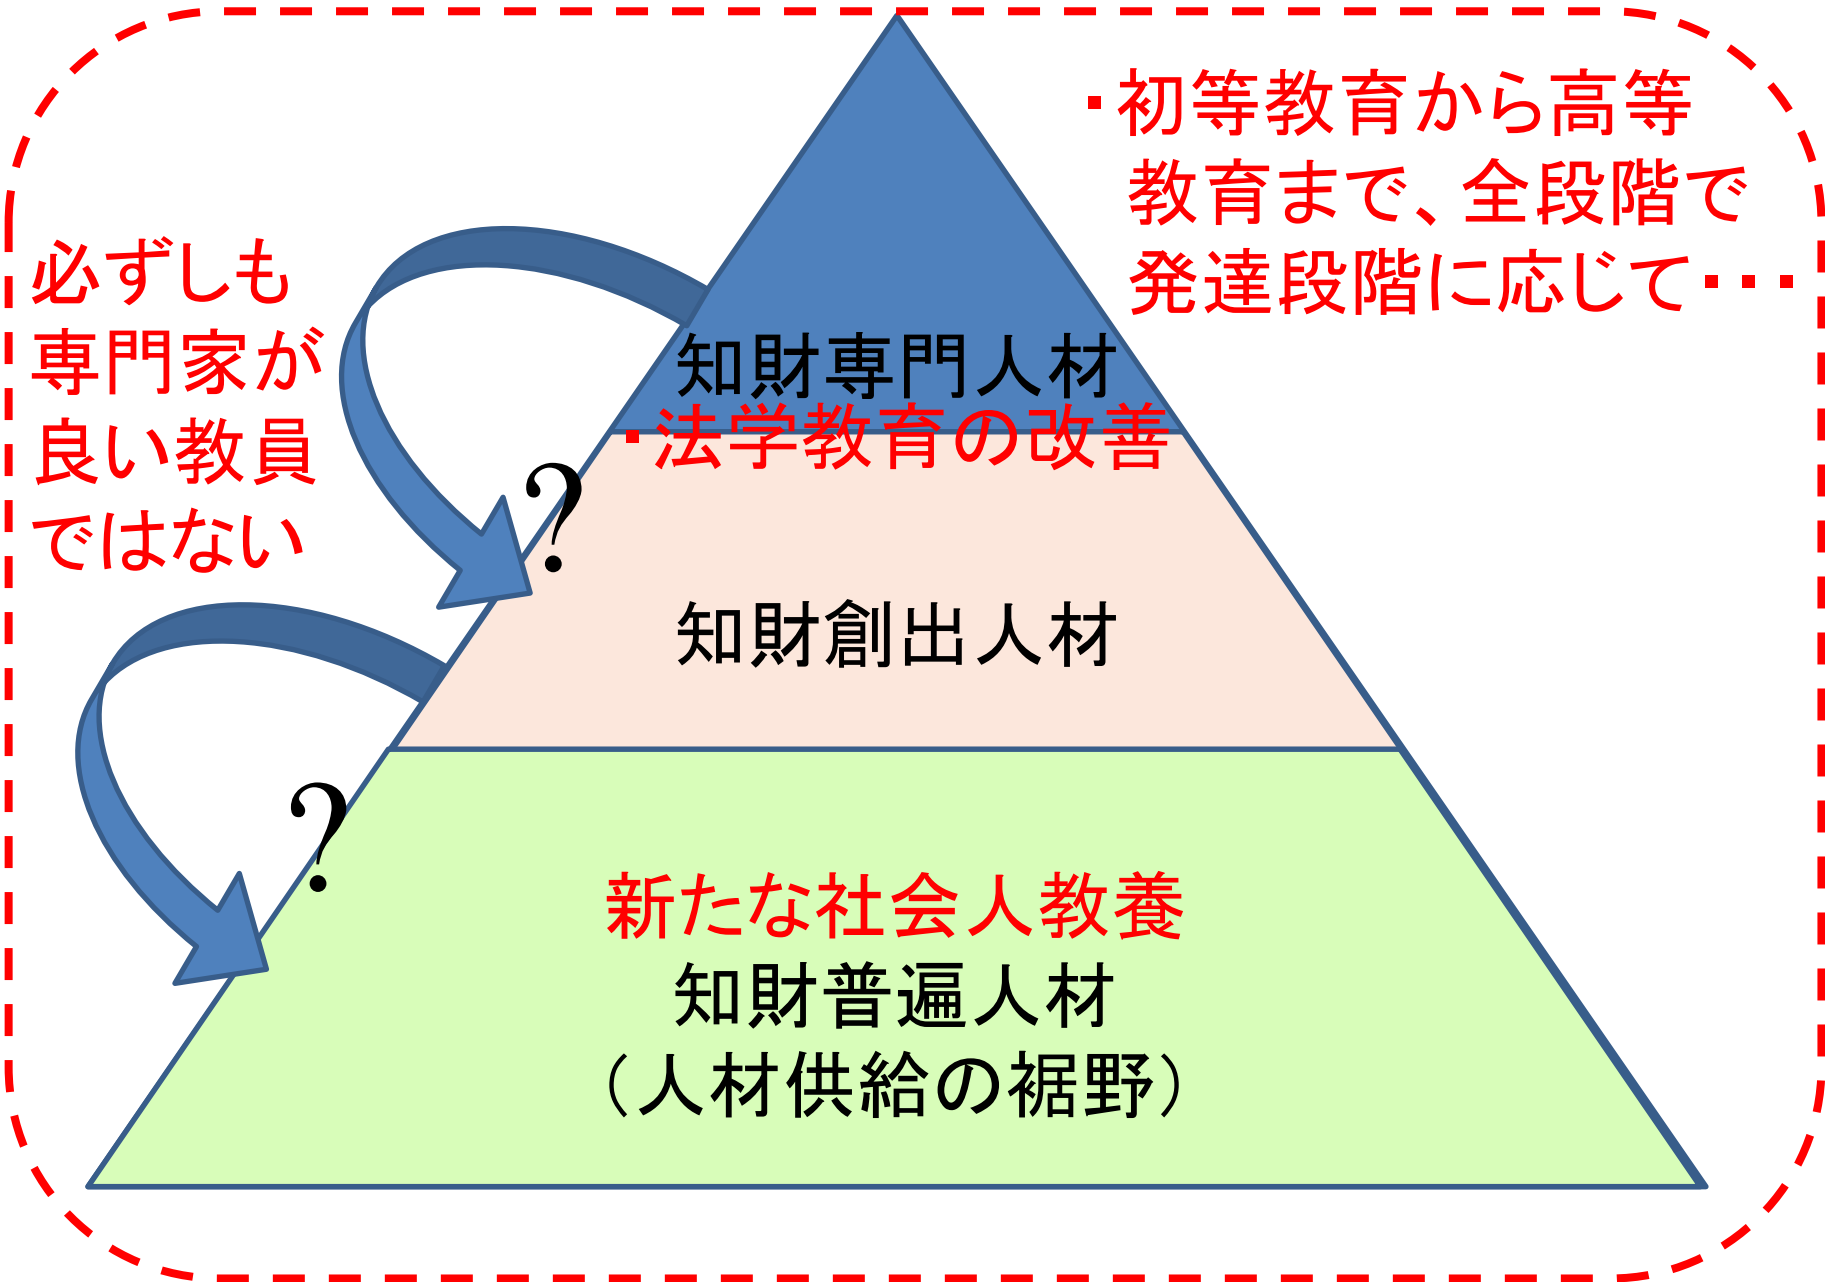 ・初等教育から高等
教育まで、全段階で
発達段階に応じて・・・
必ずしも
専門家が
良い教員
ではない
知財専門人材
・法学教育の改善
?
知財創出人材
?
新たな社会人教養
知財普遍人材
（人材供給の裾野）